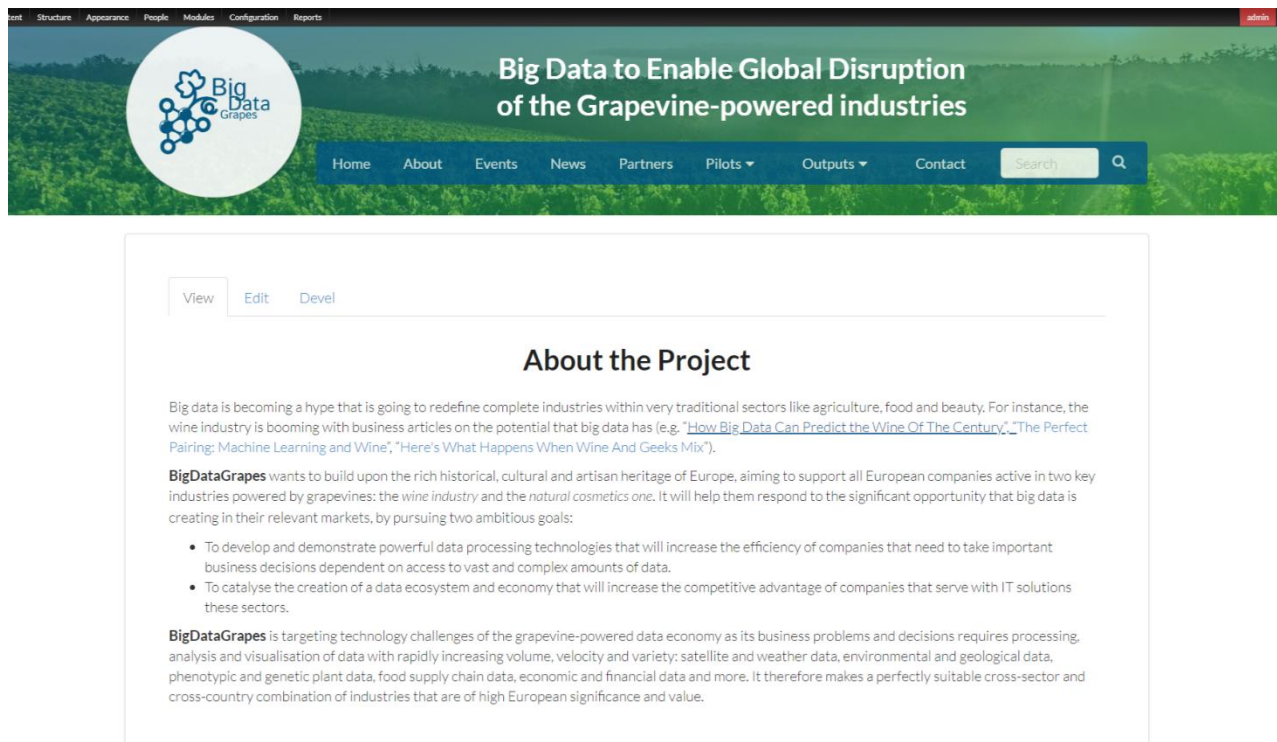 tent Structure Appearance People Modules Configuration Reports admin
Big
Data
Grapes
Big Data to Enable Global Disruption
of the Grapevine-powered industries
Home About Events News Partners Pilots Outputs Contact Search
View Edit Devel
About the Project
Big data is becoming a hype that is going to redefine complete industries within very traditional sectors like agriculture, food and beauty. For instance, the
wine industry is booming with business articles on the potential that big data has (e.g. “How Big Data Can Predict the Wine Of The Century”, “The Perfect
Pairing: Machine Learning and Wine”, “Here's What Happens When Wine And Geeks Mix”).
BigDataGrapes wants to build upon the rich historical, cultural and artisan heritage of Europe, aiming to support all European companies active in two key
industries powered by grapevines: the wine industry and the natural cosmetics one. It will help them respond to the significant opportunity that big data is
creating in their relevant markets, by pursuing two ambitious goals:
• To develop and demonstrate powerful data processing technologies that will increase the efficiency of companies that need to take important
business decisions dependent on access to vast and complex amounts of data.
• To catalyse the creation of a data ecosystem and economy that will increase the competitive advantage of companies that serve with IT solutions
these sectors.
BigDataGrapes is targeting technology challenges of the grapevine-powered data economy as its business problems and decisions requires processing,
analysis and visualisation of data with rapidly increasing volume, velocity and variety: satellite and weather data, environmental and geological data,
phenotypic and genetic plant data, food supply chain data, economic and financial data and more. It therefore makes a perfectly suitable cross-sector and
cross-country combination of industries that are of high European significance and value.